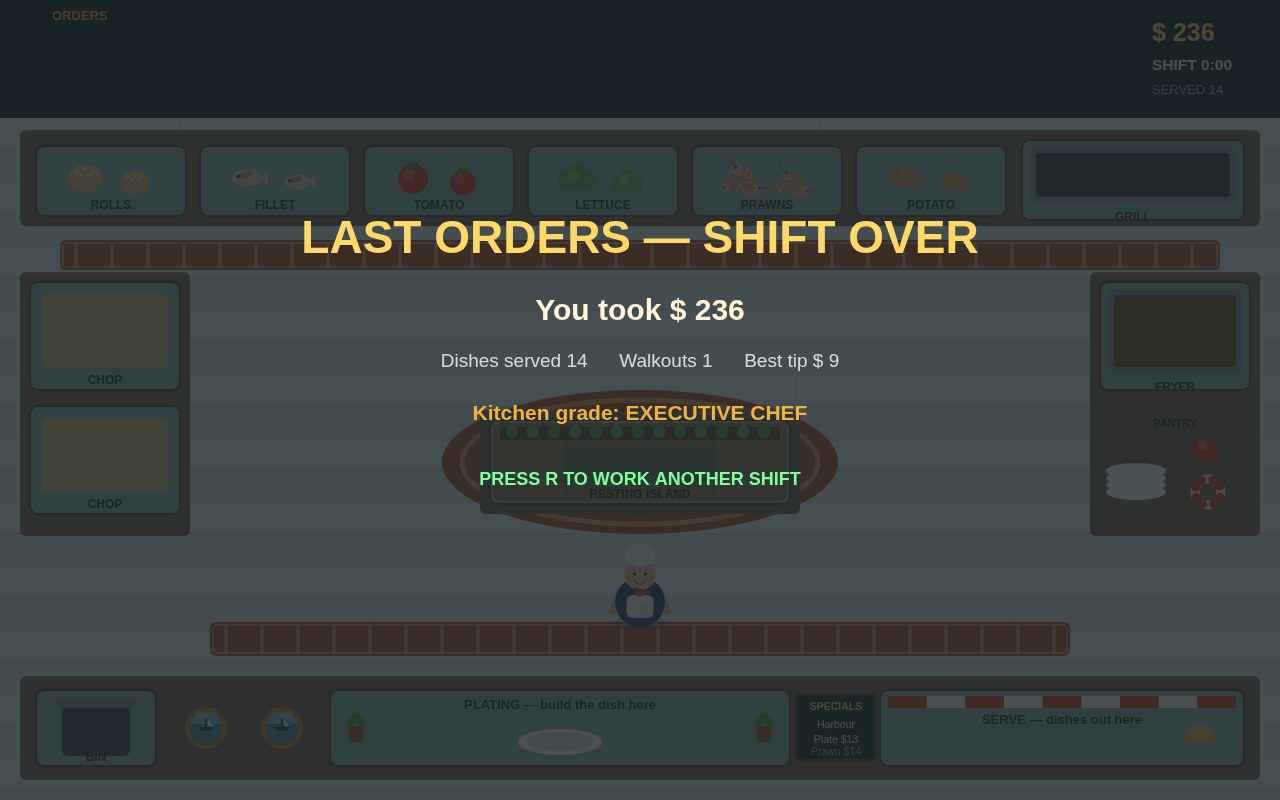 ORDERS
$ 236
SHIFT 0:00
SERVED 14
ROLLS
FILLET
TOMATO
LETTUCE
PRAWNS
POTATO
GRILL
LAST ORDERS — SHIFT OVER
You took $ 236
Dishes served 14 Walkouts 1 Best tip $ 9
CHOP
FRYER
Kitchen grade: EXECUTIVE CHEF
PANTRY
PRESS R TO WORK ANOTHER SHIFT
RESTING ISLAND
CHOP
PLATING — build the dish here
SPECIALS
Harbour
Plate $13
Prawn $14
SERVE — dishes out here
BIN